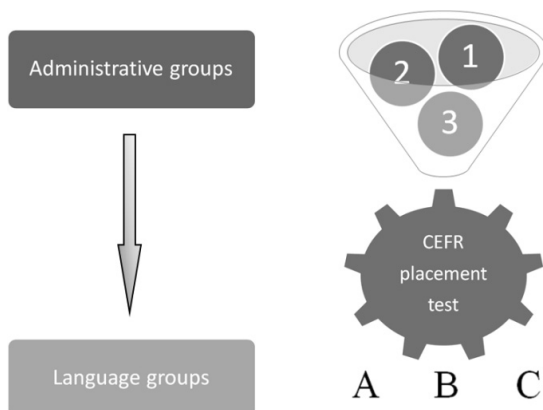 Administrative groups
1
2
3
CEFR
placement
test
Language groups
A B C